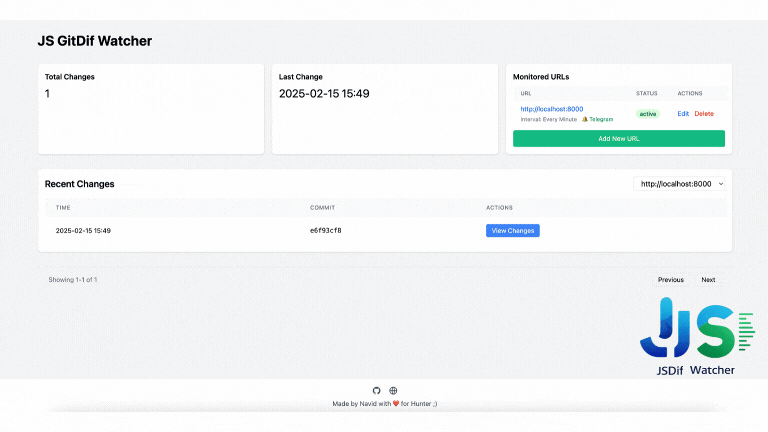 JS GitDif Watcher
Total Changes
1
Last Change
2025-02-15 15:49
Monitored URLs
URL STATUS ACTIONS
http://localhost:8000
Interval: Every Minute Telegram
active
Edit Delete
Add New URL
Recent Changes
http://localhost:8000
TIME COMMIT ACTIONS
2025-02-15 15:49 e6f93cf8 View Changes
Showing 1-1 of 1
Previous Next
JS
JSDif Watcher
Made by Navid with ❤️ for Hunter ;)